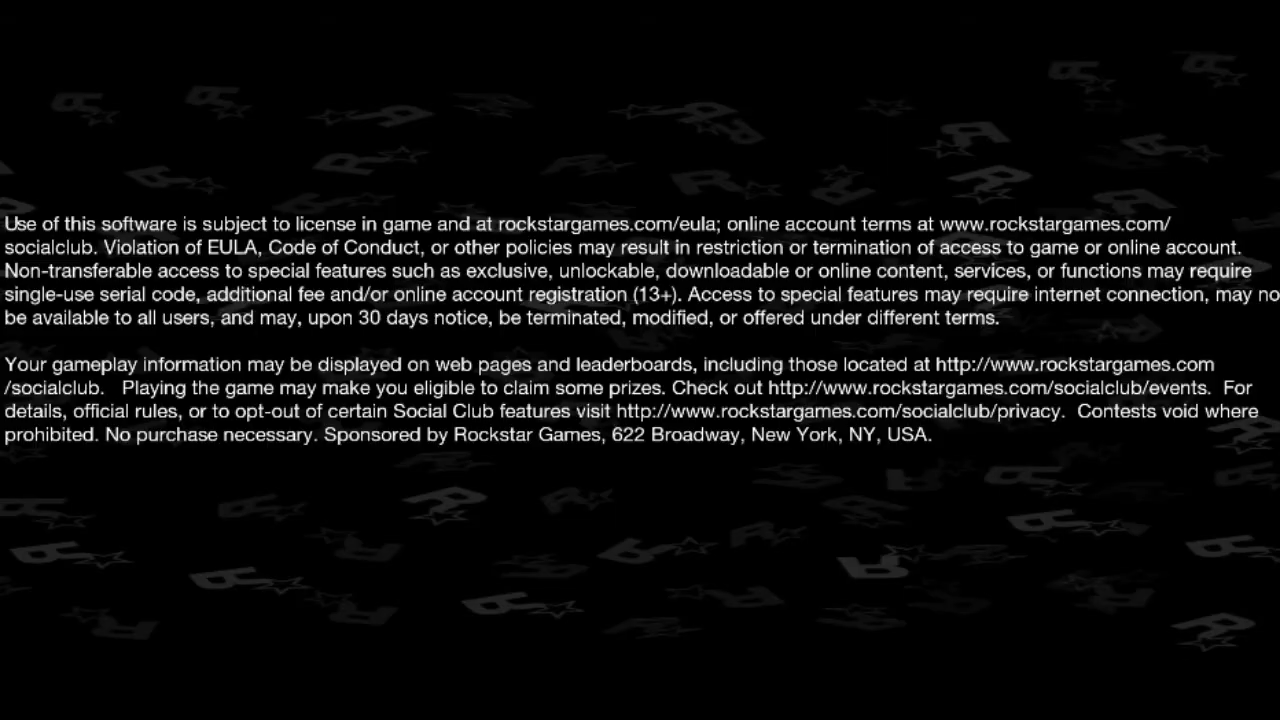 Use of this software is subject to license in game and at rockstargames.com/eula; online account terms at www.rockstargames.com/
socialclub. Violation of EULA, Code of Conduct, or other policies may result in restriction or termination of access to game or online account.
Non-transferable access to special features such as exclusive, unlockable, downloadable or online content, services, or functions may require
single-use serial code, additional fee and/or online account registration (13+). Access to special features may require internet connection, may no
be available to all users, and may, upon 30 days notice, be terminated, modified, or offered under different terms.
Your gameplay information may be displayed on web pages and leaderboards, including those located at http://www.rockstargames.com
/socialclub.   Playing the game may make you eligible to claim some prizes. Check out http://www.rockstargames.com/socialclub/events.  For
details, official rules, or to opt-out of certain Social Club features visit http://www.rockstargames.com/socialclub/privacy.  Contests void where
prohibited. No purchase necessary. Sponsored by Rockstar Games, 622 Broadway, New York, NY, USA.